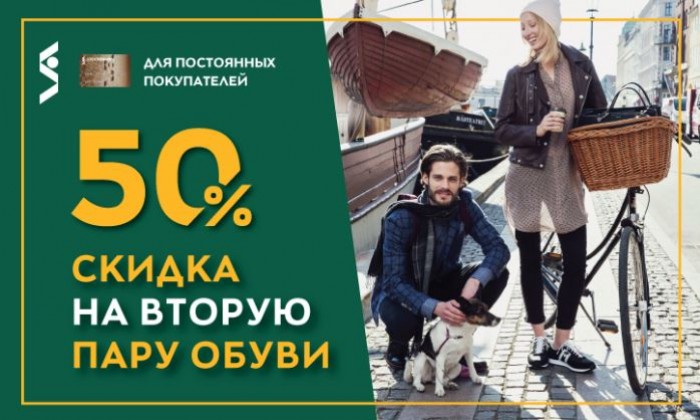 ДЛЯ ПОСТОЯННЫХ
ПОКУПАТЕЛЕЙ
50%
СКИДКА
НА ВТОРУЮ
ПАРУ ОБУВИ